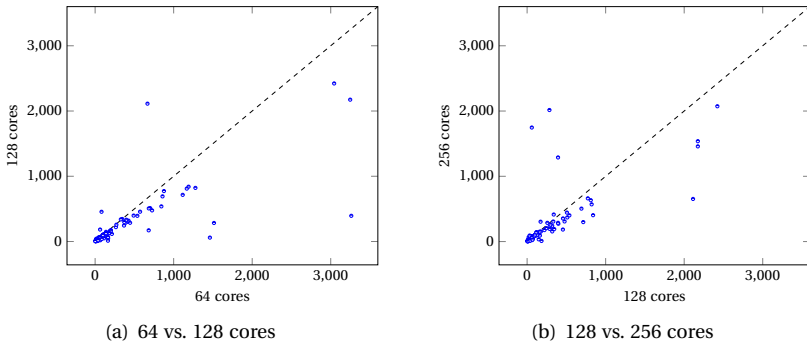 3,000
2,000
1,000
0
128 cores
0 1,000 2,000 3,000
64 cores
(a) 64 vs. 128 cores
3,000
2,000
1,000
0
256 cores
0 1,000 2,000 3,000
128 cores
(b) 128 vs. 256 cores